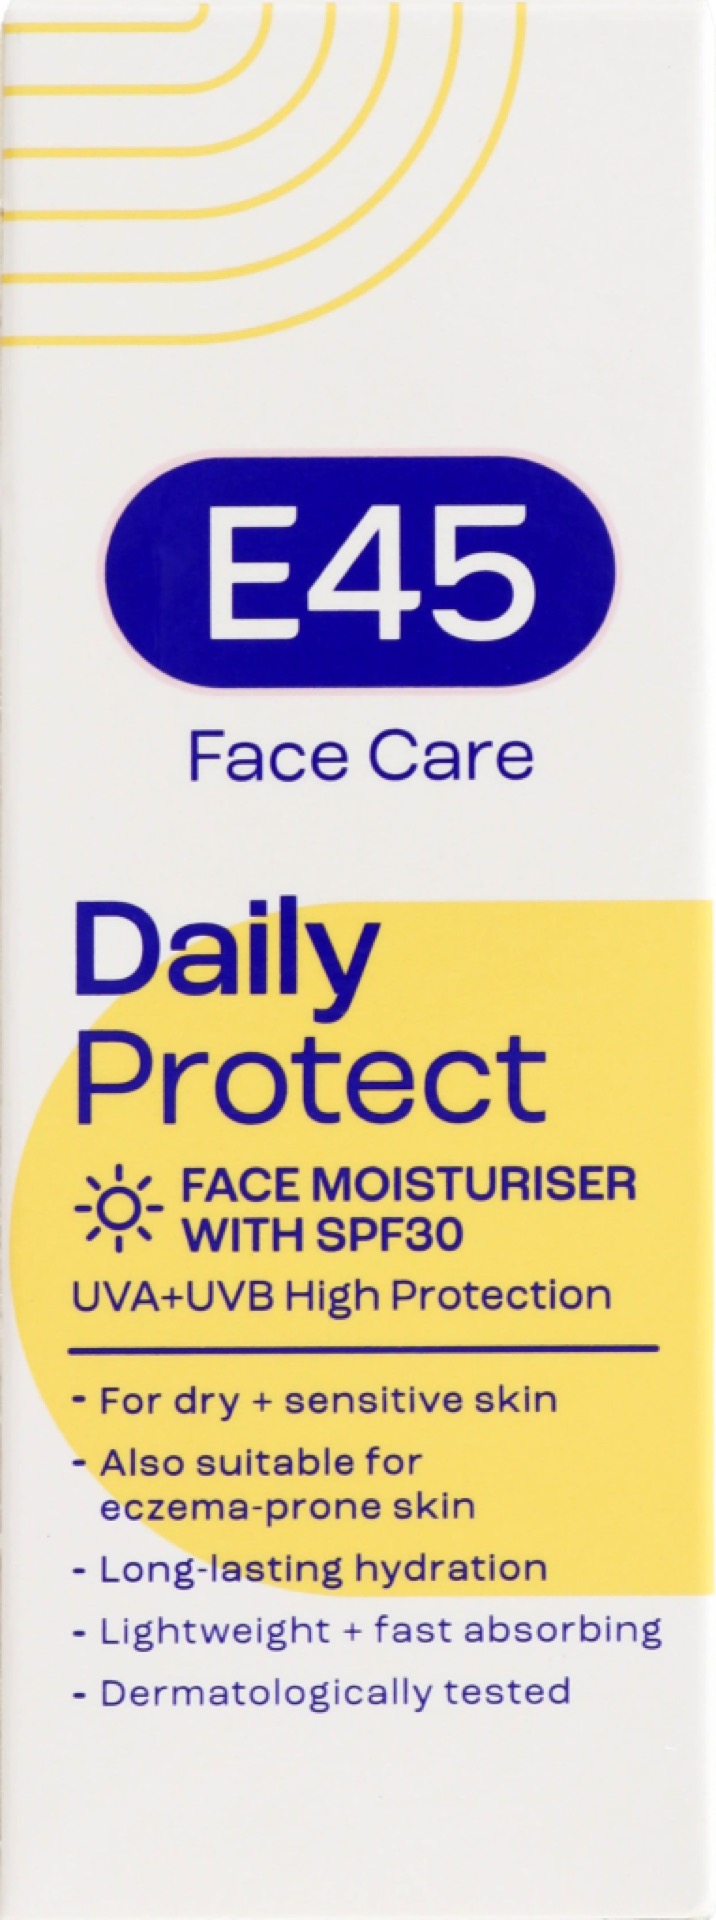 E45
Face Care
Daily
Protect
FACE MOISTURISER
WITH SPF30
UVA+UVB High Protection
- For dry + sensitive skin
- Also suitable for
eczema-prone skin
- Long-lasting hydration
- Lightweight + fast absorbing
- Dermatologically tested